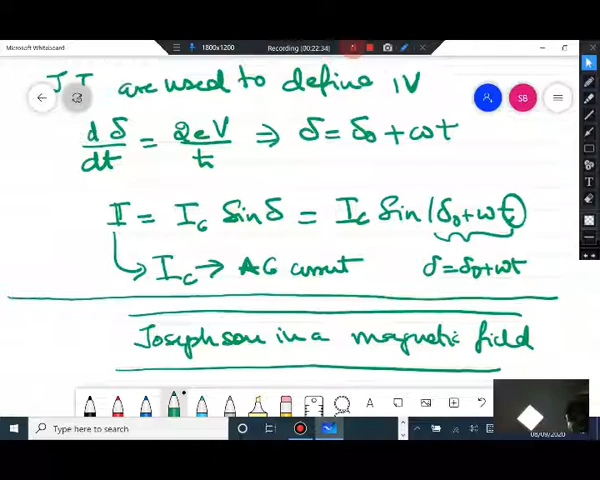 Microsoft Whiteboard
1800x1200
Recording [00:22:34]
J J are used to define 1V
dδ/dt = 2eV/ħ ⇒ δ = δ0 + ωt
I = Ic Sinδ = Ic Sin(δ0+ωt)
Ic → AC current δ=δ0+ωt
Josephson in a magnetic field
SB
T
A
Type here to search
08/09/2020